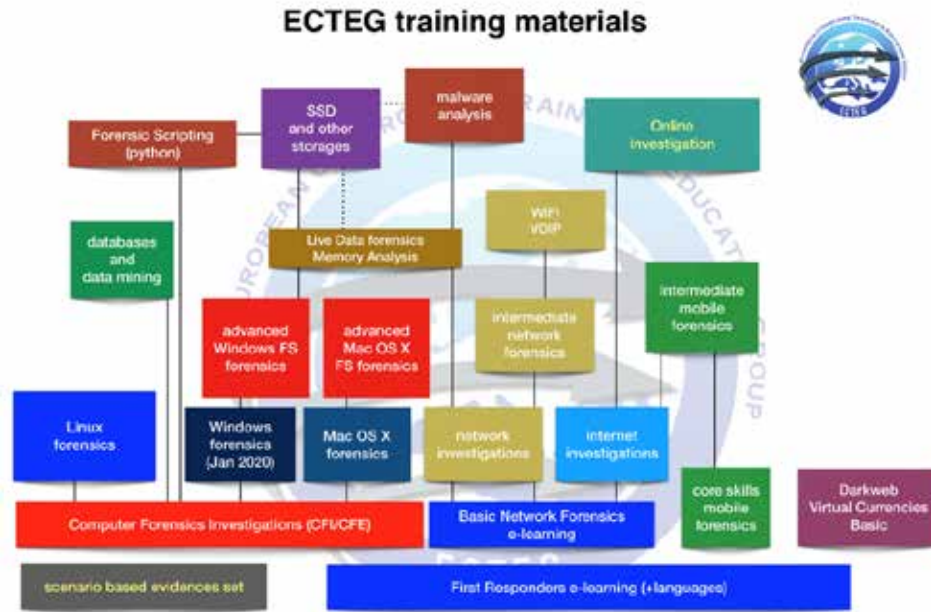 ECTEG training materials
ECTEG
SSD
and other
storages
malware
analysis
Forensic Scripting
(python)
Online
investigation
WIFI
VOIP
databases
and
data mining
Live Data forensics
Memory Analysis
intermediate
mobile
forensics
advanced
Windows FS
forensics
advanced
Mac OS X
FS forensics
intermediate
network
forensics
Linux
forensics
Windows
forensics
(Jan 2020)
Mac OS X
forensics
network
investigations
internet
investigations
core skills
mobile
forensics
Darkweb
Virtual Currencies
Basic
Computer Forensics Investigations (CFI/CFE)
Basic Network Forensics
e-learning
scenario based evidences set
First Responders e-learning (+languages)